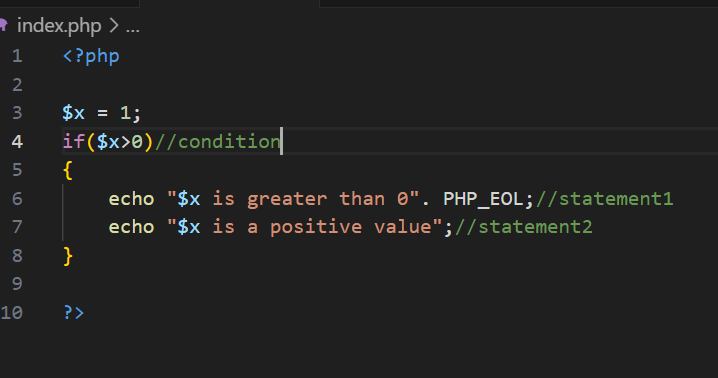 index.php > ...
1 <?php
2
3 $x = 1;
4 if($x>0)//condition
5 {
6     echo "$x is greater than 0". PHP_EOL;//statement1
7     echo "$x is a positive value";//statement2
8 }
9
10 ?>